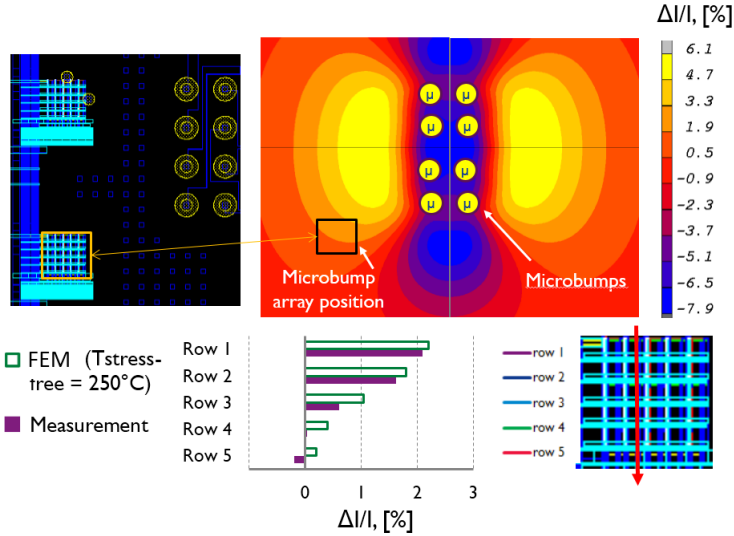 ΔI/I, [%]
6.1
4.7
3.3
1.9
0.5
-0.9
-2.3
-3.7
-5.1
-6.5
-7.9
μ μ
μ μ
μ μ
μ μ
Microbump
array position
Microbumps
FEM (Tstress-
tree = 250°C)
Measurement
Row 1
Row 2
Row 3
Row 4
Row 5
0 1 2 3
ΔI/I, [%]
row 1
row 2
row 3
row 4
row 5